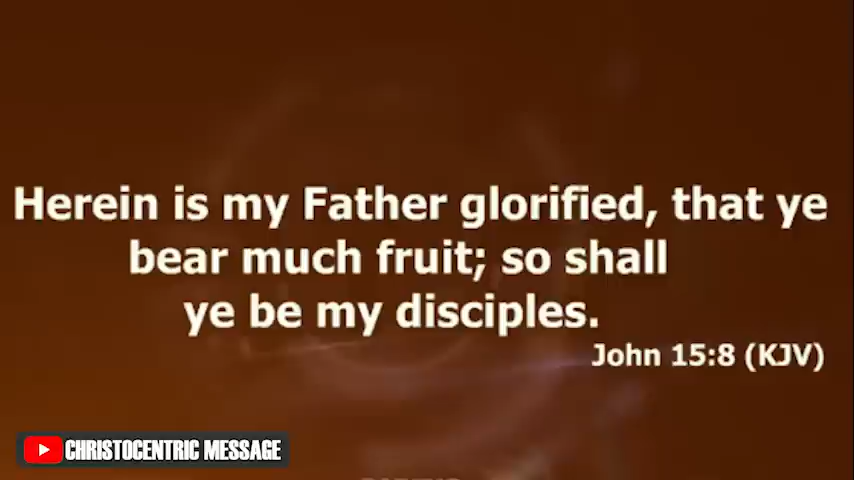 Herein is my Father glorified, that ye
bear much fruit; so shall
ye be my disciples.
John 15:8 (KJV)
CHRISTOCENTRIC MESSAGE